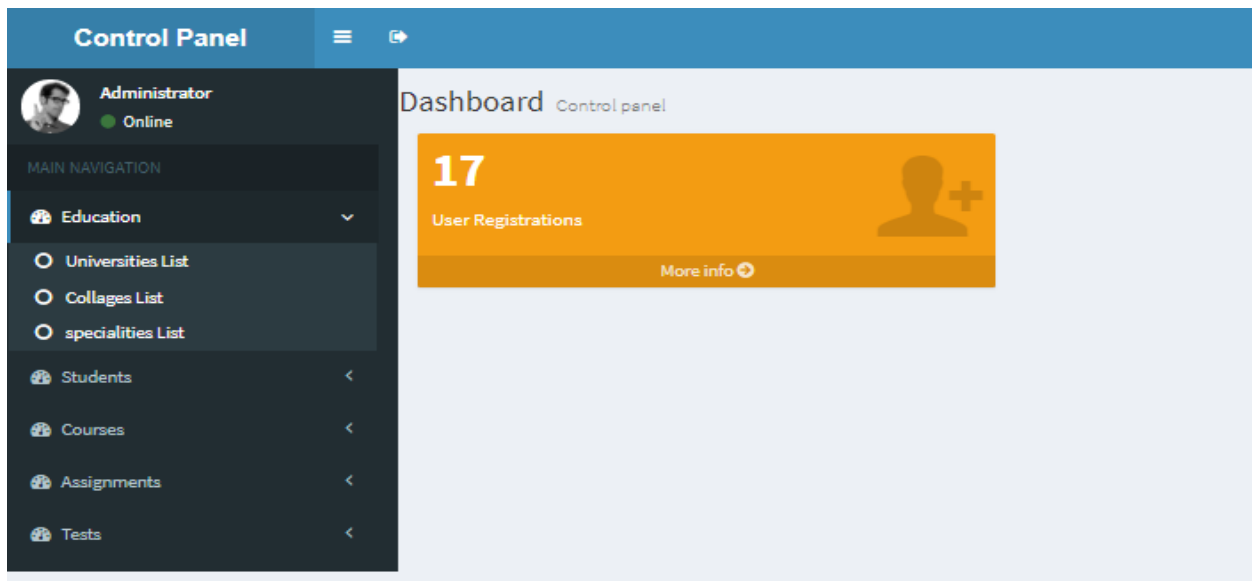 Control Panel
Administrator
Online
MAIN NAVIGATION
Education
Universities List
Collages List
specialities List
Students
Courses
Assignments
Tests
Dashboard Control panel
17
User Registrations
More info